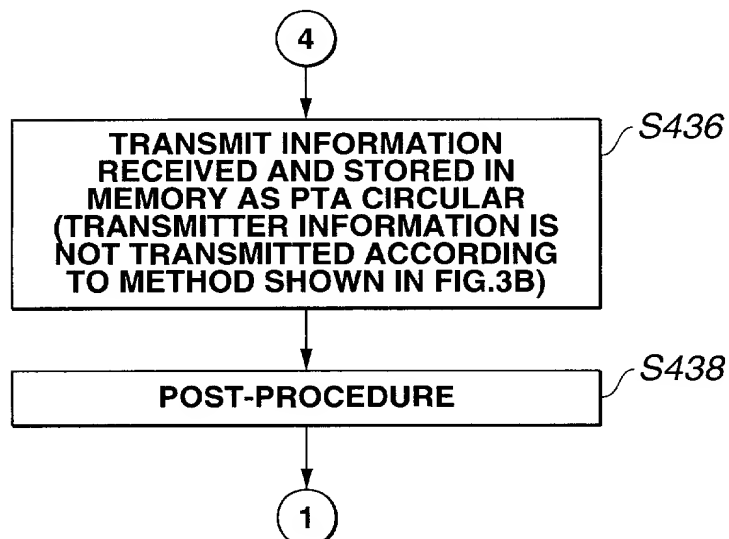 4
TRANSMIT INFORMATION
RECEIVED AND STORED IN
MEMORY AS PTA CIRCULAR
(TRANSMITTER INFORMATION IS
NOT TRANSMITTED ACCORDING
TO METHOD SHOWN IN FIG.3B)
S436
POST-PROCEDURE
S438
1